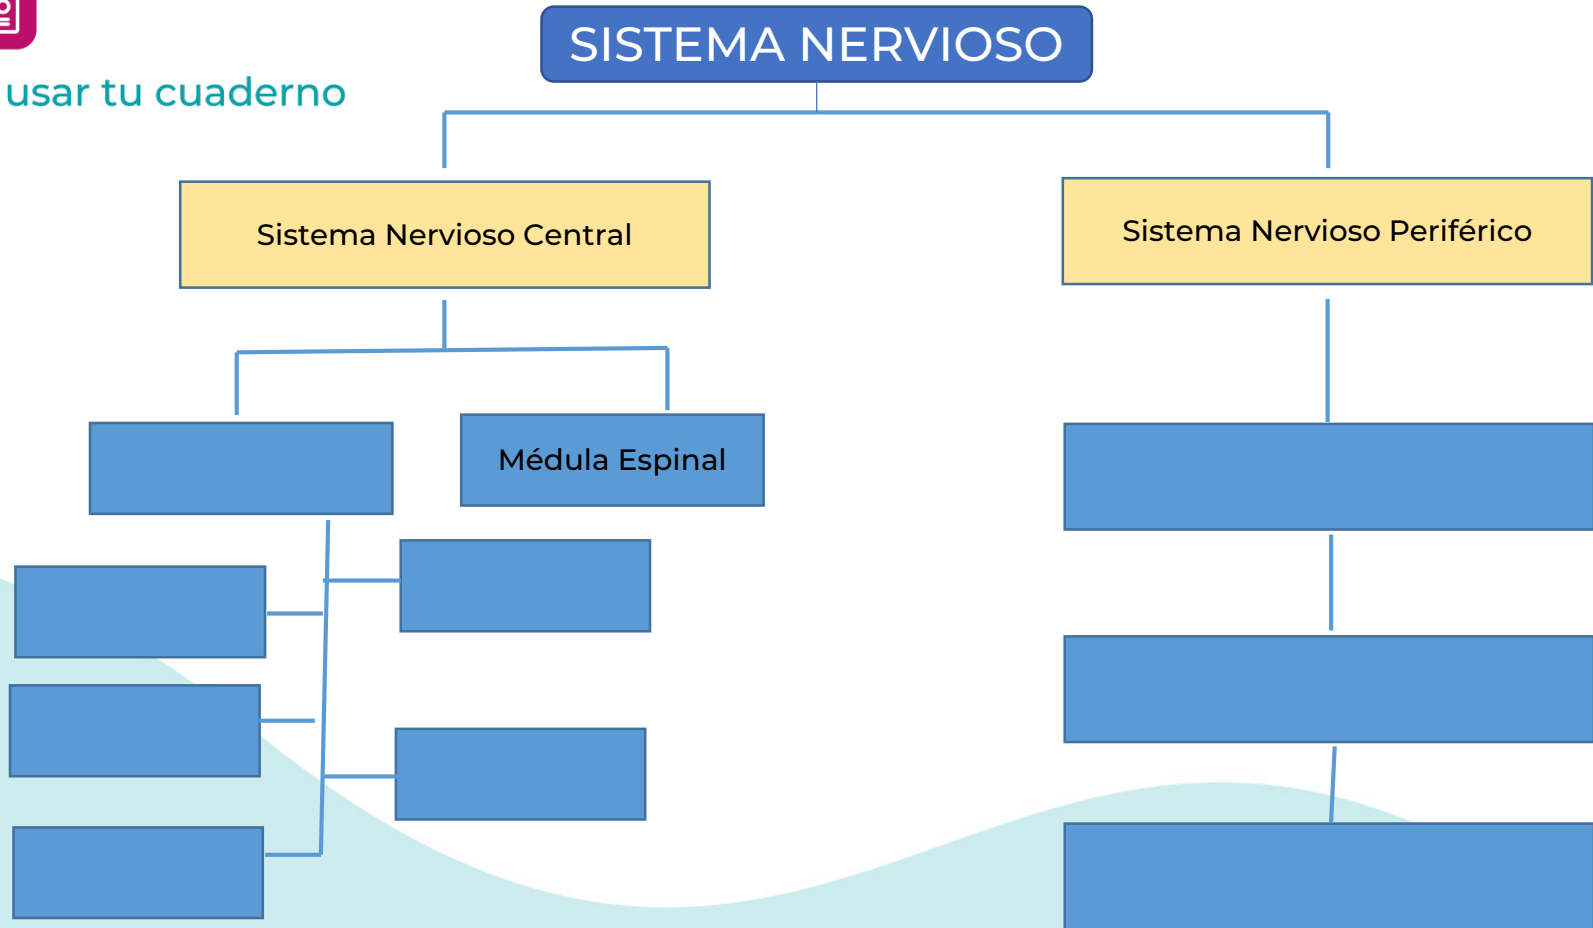 SISTEMA NERVIOSO
usar tu cuaderno
Sistema Nervioso Central
Sistema Nervioso Periférico
Médula Espinal